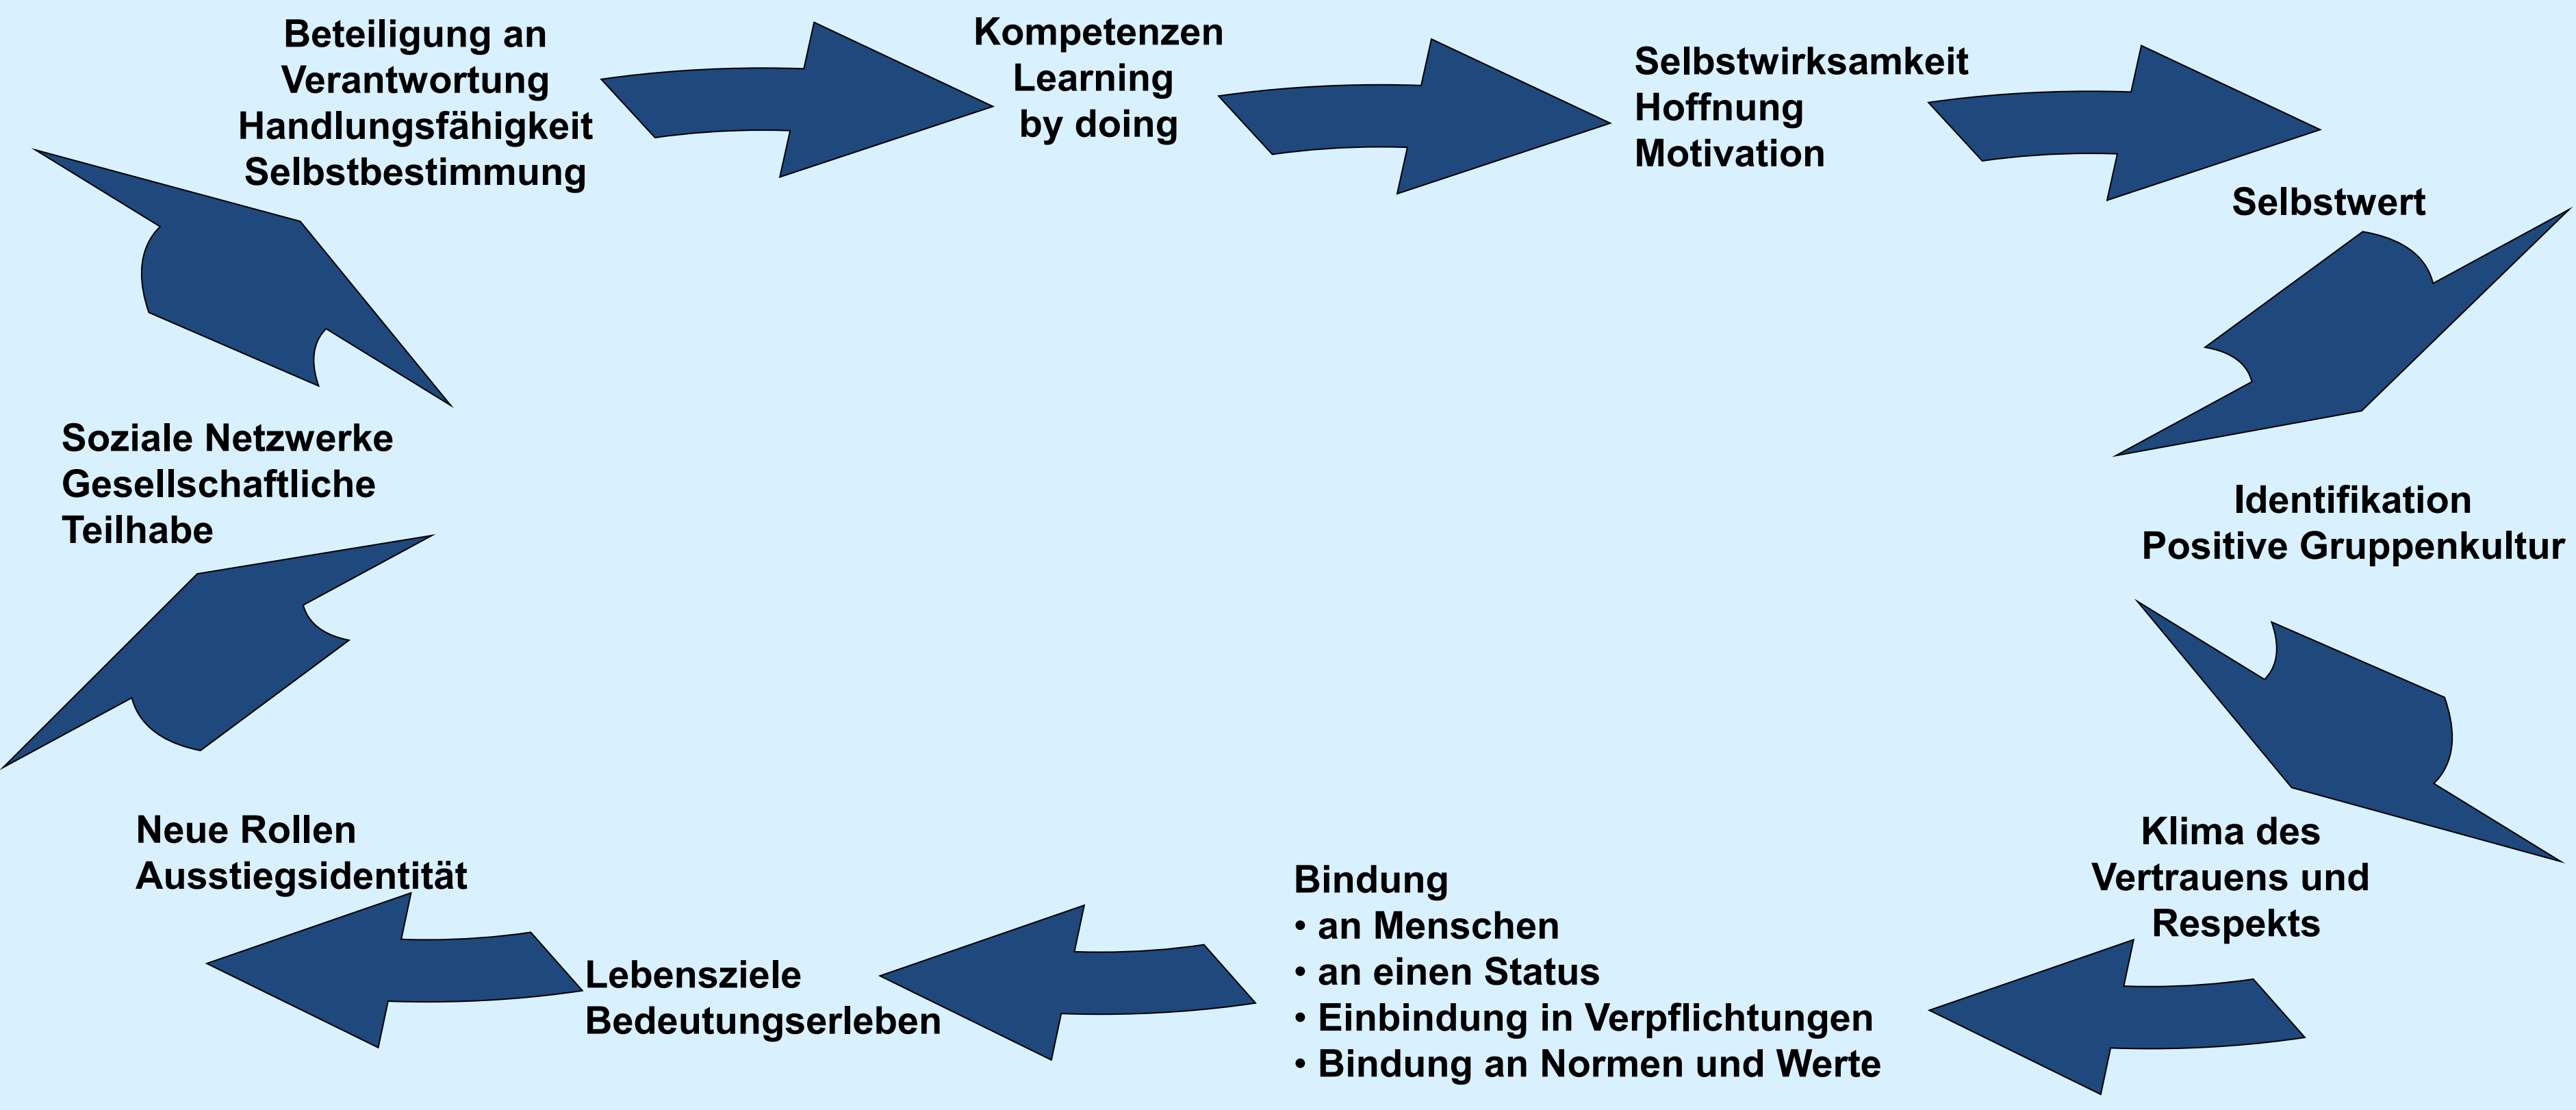 Beteiligung an
Verantwortung
Handlungsfähigkeit
Selbstbestimmung
Kompetenzen
Learning
by doing
Selbstwirksamkeit
Hoffnung
Motivation
Selbstwert
Identifikation
Positive Gruppenkultur
Klima des
Vertrauens und
Respekts
Bindung
• an Menschen
• an einen Status
• Einbindung in Verpflichtungen
• Bindung an Normen und Werte
Lebensziele
Bedeutungserleben
Neue Rollen
Ausstiegsidentität
Soziale Netzwerke
Gesellschaftliche
Teilhabe